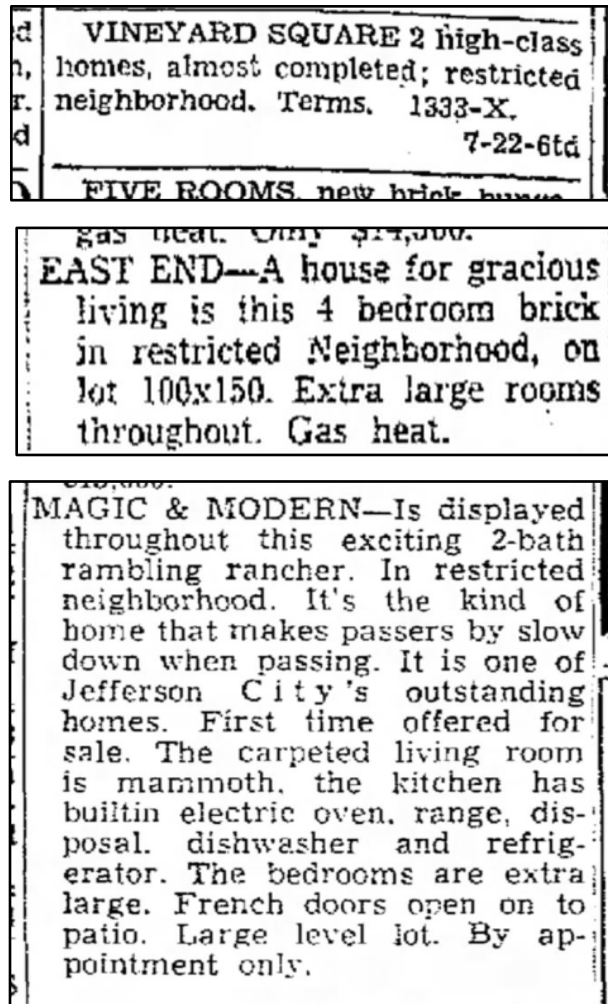 d
n,
r.
d
VINEYARD SQUARE 2 high-class
homes, almost completed; restricted
neighborhood. Terms. 1333-X.
7-22-6td
FIVE ROOMS, new brick bunga-
gas heat. Only $14,500.
EAST END—A house for gracious
living is this 4 bedroom brick
in restricted Neighborhood, on
lot 100x150. Extra large rooms
throughout. Gas heat.
MAGIC & MODERN—Is displayed
throughout this exciting 2-bath
rambling rancher. In restricted
neighborhood. It's the kind of
home that makes passers by slow
down when passing. It is one of
Jefferson City's outstanding
homes. First time offered for
sale. The carpeted living room
is mammoth. the kitchen has
builtin electric oven. range, dis-
posal. dishwasher and refrig-
erator. The bedrooms are extra
large. French doors open on to
patio. Large level lot. By ap-
pointment only.